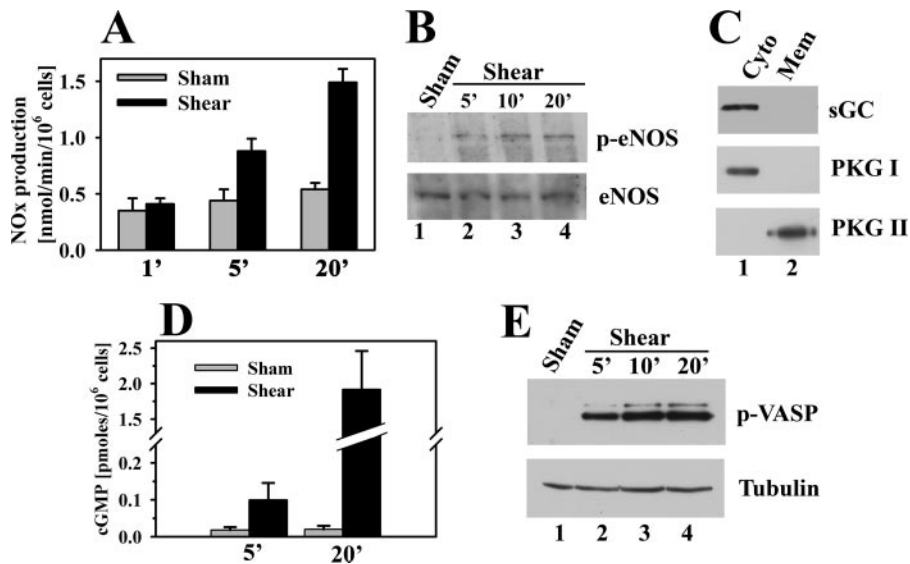 A
NOx production
[nmol/min/10⁶ cells]
1.5
1.0
0.5
0.0
Sham
Shear
1’
5’
20’
B
Sham
Shear
5’ 10’ 20’
p-eNOS
eNOS
1 2 3 4
C
Cyto
Mem
sGC
PKG I
PKG II
1 2
D
cGMP [pmoles/10⁶ cells]
2.5
2.0
1.5
0.2
0.1
0.0
Sham
Shear
5’
20’
E
Sham
Shear
5’ 10’ 20’
p-VASP
Tubulin
1 2 3 4